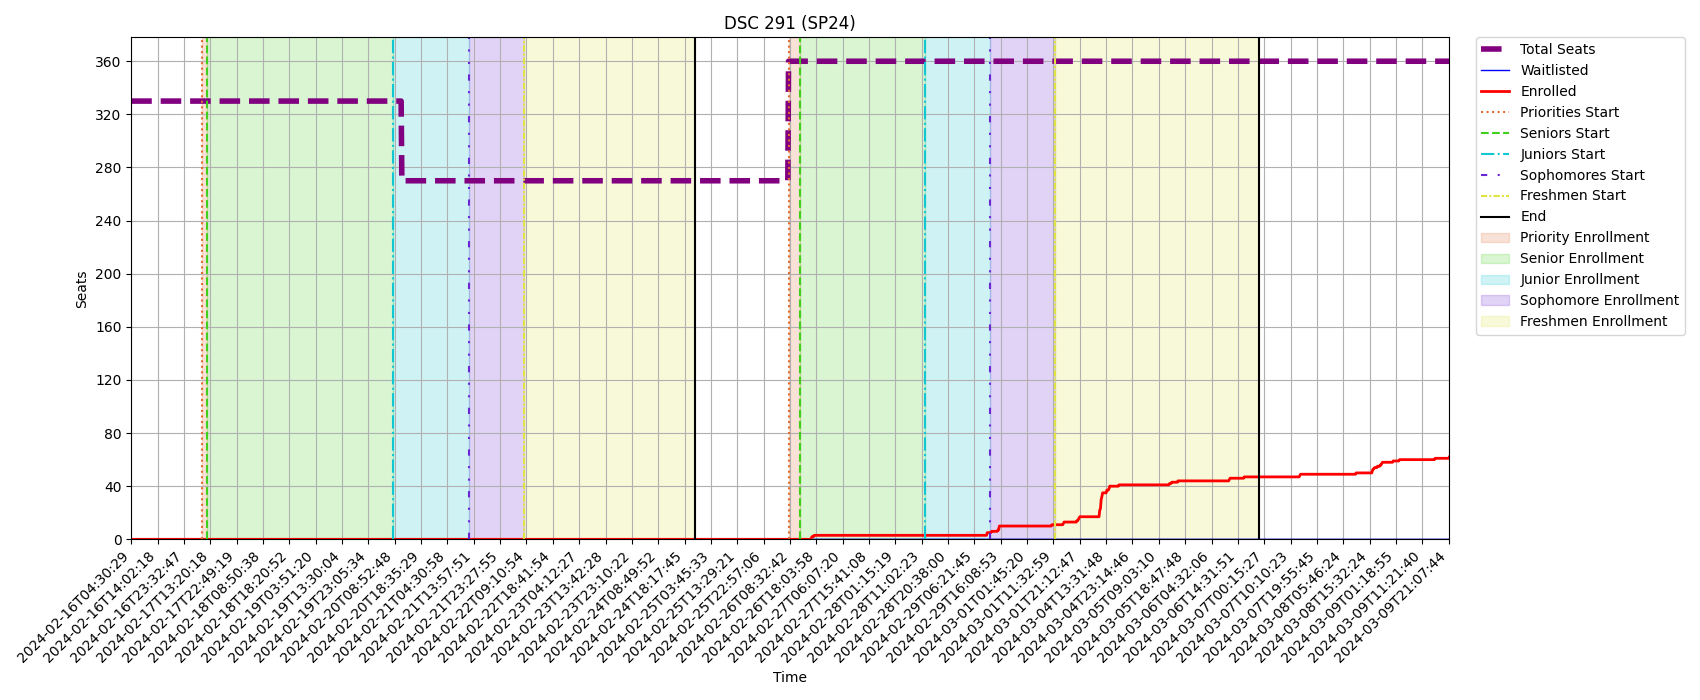 DSC 291 (SP24)
Seats
360
320
280
240
200
160
120
80
40
0
2024-02-16T04:30:29
2024-02-16T14:02:18
2024-02-16T23:32:47
2024-02-17T13:20:18
2024-02-17T22:49:19
2024-02-18T08:50:38
2024-02-18T18:20:52
2024-02-19T03:51:20
2024-02-19T13:30:04
2024-02-19T23:05:34
2024-02-20T08:52:48
2024-02-20T18:35:29
2024-02-21T04:30:58
2024-02-21T13:57:51
2024-02-21T23:27:55
2024-02-22T09:10:54
2024-02-22T18:41:54
2024-02-23T04:12:27
2024-02-23T13:42:28
2024-02-23T23:10:22
2024-02-24T08:49:52
2024-02-24T18:17:45
2024-02-25T03:45:33
2024-02-25T13:29:21
2024-02-25T22:57:06
2024-02-26T08:32:42
2024-02-26T18:03:58
2024-02-27T06:07:20
2024-02-27T15:41:08
2024-02-28T01:15:19
2024-02-28T11:02:23
2024-02-28T20:38:00
2024-02-29T06:21:45
2024-02-29T16:08:53
2024-03-01T01:45:20
2024-03-01T11:32:59
2024-03-01T21:12:47
2024-03-04T13:31:48
2024-03-04T23:14:46
2024-03-05T09:03:10
2024-03-05T18:47:48
2024-03-06T04:32:06
2024-03-06T14:31:51
2024-03-07T00:15:27
2024-03-07T10:10:23
2024-03-07T19:55:45
2024-03-08T05:46:24
2024-03-08T15:32:24
2024-03-09T01:18:55
2024-03-09T11:21:40
2024-03-09T21:07:44
Time
Total Seats
Waitlisted
Enrolled
Priorities Start
Seniors Start
Juniors Start
Sophomores Start
Freshmen Start
End
Priority Enrollment
Senior Enrollment
Junior Enrollment
Sophomore Enrollment
Freshmen Enrollment